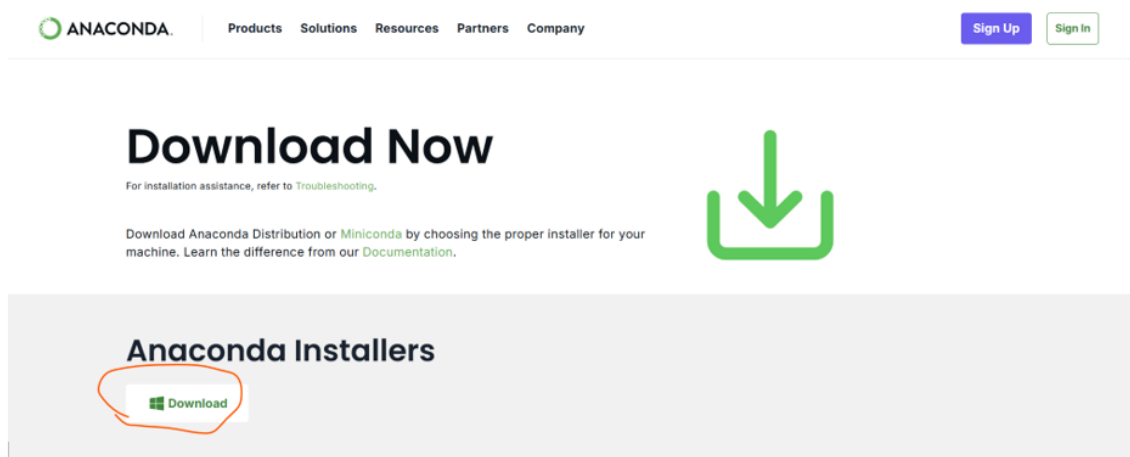 ANACONDA.
Products Solutions Resources Partners Company
Sign Up
Sign In
Download Now
For installation assistance, refer to Troubleshooting.
Download Anaconda Distribution or Miniconda by choosing the proper installer for your
machine. Learn the difference from our Documentation.
Anaconda Installers
Download